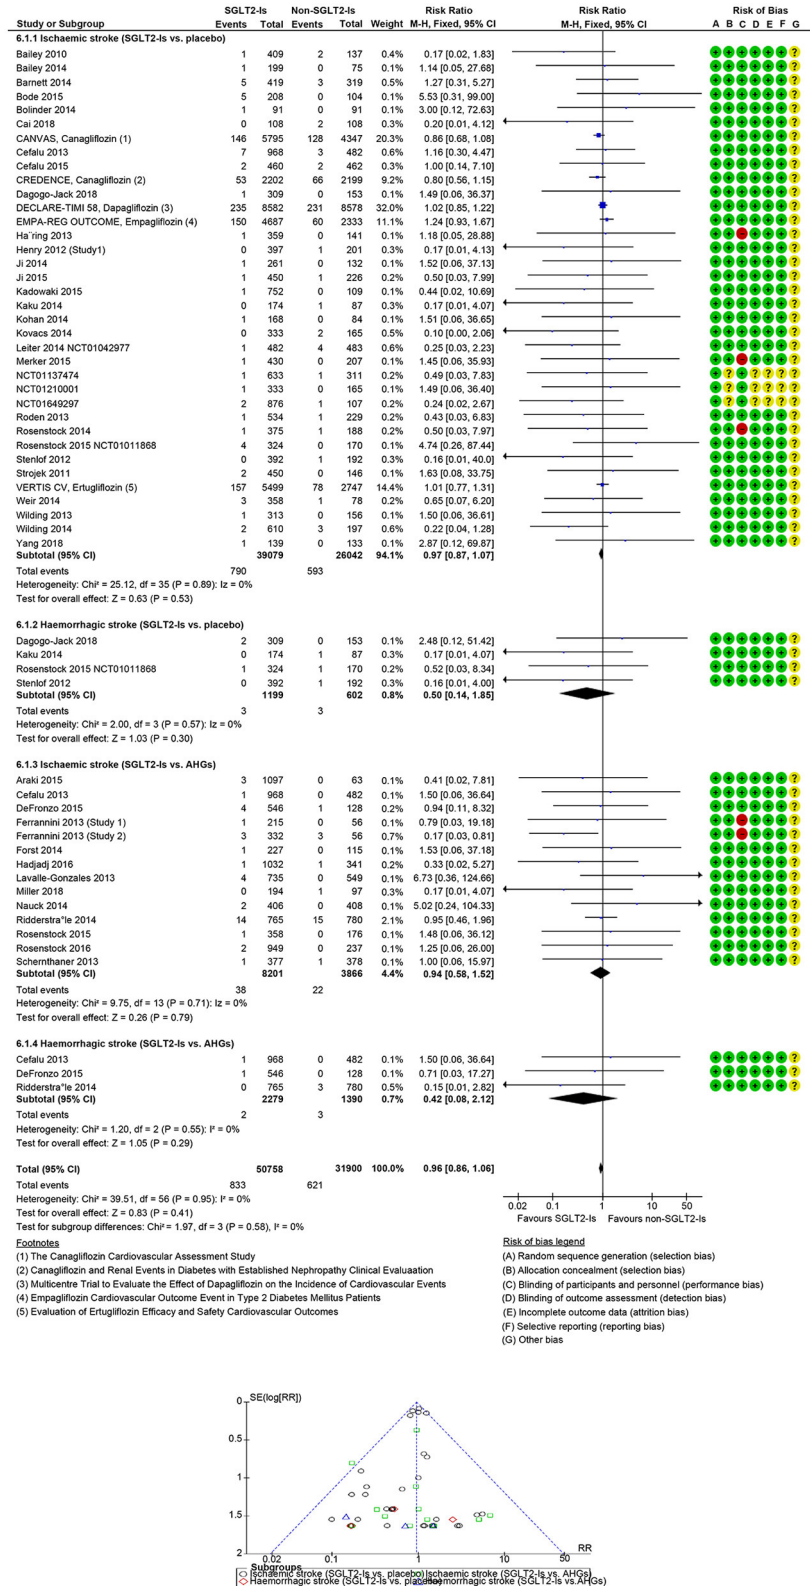 SGLT2-Is Non-SGLT2-Is Risk Ratio Risk Ratio Risk of Bias
Study or Subgroup Events Total Events Total Weight M-H, Fixed, 95% CI M-H, Fixed, 95% CI A B C D E F G
6.1.1 Ischaemic stroke (SGLT2-Is vs. placebo)
Bailey 2010 1 409 2 137 0.4% 0.17 [0.02, 1.83] + + + + + + ?
Bailey 2014 1 199 0 75 0.1% 1.14 [0.05, 27.68] + + + + + + ?
Barnett 2014 5 419 3 319 0.5% 1.27 [0.31, 5.27] + + + + + + ?
Bode 2015 5 208 0 104 0.1% 5.53 [0.31, 99.00] + + + + + + ?
Bolinder 2014 1 91 0 91 0.1% 3.00 [0.12, 72.63] + + + + + + ?
Cai 2018 0 108 2 108 0.1% 0.20 [0.01, 4.12] + + + + + + ?
CANVAS, Canagliflozin (1) 146 5795 128 4347 20.3% 0.86 [0.68, 1.08] + + + + + + ?
Cefalu 2013 7 968 3 482 0.6% 1.16 [0.30, 4.47] + + + + + + ?
Cefalu 2015 2 460 2 462 0.3% 1.00 [0.14, 7.10] + + + + + + ?
CREDENCE, Canagliflozin (2) 53 2202 66 2199 9.2% 0.80 [0.56, 1.15] + + + + + + ?
Dagogo-Jack 2018 1 309 0 153 0.1% 1.49 [0.06, 36.37] + + + + + + ?
DECLARE-TIMI 58, Dapagliflozin (3) 235 8582 231 8578 32.0% 1.02 [0.85, 1.22] + + + + + + ?
EMPA-REG OUTCOME, Empagliflozin (4) 150 4687 60 2333 11.1% 1.24 [0.93, 1.67] + + + + + + ?
Ha¨ring 2013 1 359 0 141 0.1% 1.18 [0.05, 28.88] + + + + + ?
Henry 2012 (Study1) 0 397 1 201 0.1% 0.17 [0.01, 4.13] + + + + + + ?
Ji 2014 1 261 0 132 0.1% 1.52 [0.06, 37.13] + + + + + + ?
Ji 2015 1 450 1 226 0.2% 0.50 [0.03, 7.99] + + + + + + ?
Kadowaki 2015 1 752 0 109 0.1% 0.44 [0.02, 10.69] + + + + + + ?
Kaku 2014 0 174 1 87 0.1% 0.17 [0.01, 4.07] + + + + + + ?
Kohan 2014 1 168 0 84 0.1% 1.51 [0.06, 36.65] + + + + + + ?
Kovacs 2014 0 333 2 165 0.1% 0.10 [0.00, 2.06] + + + + + + ?
Leiter 2014 NCT01042977 1 482 4 483 0.1% 0.25 [0.03, 2.23] + + + + + + ?
Merker 2015 1 430 0 207 0.1% 1.45 [0.06, 35.93] + + + + + ?
NCT01137474 1 633 1 311 0.1% 0.49 [0.03, 7.83] + ? + ? ? ? ?
NCT01210001 1 333 0 165 0.1% 1.49 [0.06, 36.40] + ? + ? ? ? ?
NCT01649297 2 876 1 107 0.1% 0.24 [0.02, 2.67] + ? + ? ? ? ?
Roden 2013 1 534 1 229 0.1% 0.43 [0.03, 6.83] + + + + + + ?
Rosenstock 2014 1 375 1 188 0.1% 0.50 [0.03, 7.97] + + + + + ?
Rosenstock 2015 NCT01011868 4 324 0 170 0.1% 4.74 [0.26, 87.44] + + + + + + ?
Stenlof 2012 0 392 1 192 0.1% 0.16 [0.01, 40.0] + + + + + + ?
Strojek 2011 2 450 0 146 0.1% 1.63 [0.08, 33.75] + + + + + + ?
VERTIS CV, Ertugliflozin (5) 157 5499 78 2747 14.4% 1.01 [0.77, 1.31] + + + + + + ?
Weir 2014 3 358 1 78 0.1% 0.65 [0.07, 6.20] + + + + + + ?
Wilding 2013 1 313 0 156 0.1% 1.50 [0.06, 36.61] + + + + + + ?
Wilding 2014 2 610 3 197 0.1% 0.22 [0.04, 1.28] + + + + + + ?
Yang 2018 1 139 0 133 0.1% 2.87 [0.12, 69.87] + + + + + + ?
Subtotal (95% CI) 39079 26042 94.1% 0.97 [0.87, 1.07]
Total events 790 593
Heterogeneity: Chi² = 25.12, df = 35 (P = 0.89): Iz = 0%
Test for overall effect: Z = 0.63 (P = 0.53)
6.1.2 Haemorrhagic stroke (SGLT2-Is vs. placebo)
Dagogo-Jack 2018 2 309 0 153 0.1% 2.48 [0.12, 51.42] + + + + + + ?
Kaku 2014 0 174 1 87 0.1% 0.17 [0.01, 4.07] + + + + + + ?
Rosenstock 2015 NCT01011868 1 324 1 170 0.1% 0.52 [0.03, 8.34] + + + + + + ?
Stenlof 2012 0 392 1 192 0.1% 0.16 [0.01, 4.00] + + + + + + ?
Subtotal (95% CI) 1199 602 0.8% 0.50 [0.14, 1.85]
Total events 3 3
Heterogeneity: Chi² = 2.00, df = 3 (P = 0.57): Iz = 0%
Test for overall effect: Z = 1.03 (P = 0.30)
6.1.3 Ischaemic stroke (SGLT2-Is vs. AHGs)
Araki 2015 3 1097 0 63 0.1% 0.41 [0.02, 7.81] + + + + + + ?
Cefalu 2013 1 968 0 482 0.1% 1.50 [0.06, 36.64] + + + + + + ?
DeFronzo 2015 4 546 1 128 0.1% 0.94 [0.11, 8.32] + + + + + + ?
Ferrannini 2013 (Study 1) 1 215 0 56 0.1% 0.79 [0.03, 19.18] + + + + + ?
Ferrannini 2013 (Study 2) 3 332 3 56 0.7% 0.17 [0.03, 0.81] + + + + + ?
Forst 2014 1 227 0 115 0.1% 1.53 [0.06, 37.18] + + + + + + ?
Hadjadj 2016 1 1032 1 341 0.1% 0.33 [0.02, 5.27] + + + + + + ?
Lavalle-Gonzales 2013 4 735 0 549 0.1% 6.73 [0.36, 124.66] + + + + + + ?
Miller 2018 0 194 1 97 0.1% 0.17 [0.01, 4.07] + + + + + + ?
Nauck 2014 2 406 0 408 0.1% 5.02 [0.24, 104.33] + + + + + + ?
Ridderstra°le 2014 14 765 15 780 2.1% 0.95 [0.46, 1.96] + + + + + + ?
Rosenstock 2015 1 358 0 176 0.1% 1.48 [0.06, 36.12] + + + + + + ?
Rosenstock 2016 2 949 0 237 0.1% 1.25 [0.06, 26.00] + + + + + + ?
Schernthaner 2013 1 377 1 378 0.1% 1.00 [0.06, 15.97] + + + + + + ?
Subtotal (95% CI) 8201 3866 4.4% 0.94 [0.58, 1.52]
Total events 38 22
Heterogeneity: Chi² = 9.75, df = 13 (P = 0.71): Iz = 0%
Test for overall effect: Z = 0.26 (P = 0.79)
6.1.4 Haemorrhagic stroke (SGLT2-Is vs. AHGs)
Cefalu 2013 1 968 0 482 0.1% 1.50 [0.06, 36.64] + + + + + + ?
DeFronzo 2015 1 546 0 128 0.1% 0.71 [0.03, 17.27] + + + + + + ?
Ridderstra°le 2014 0 765 3 780 0.5% 0.15 [0.01, 2.82] + + + + + + ?
Subtotal (95% CI) 2279 1390 0.7% 0.42 [0.08, 2.12]
Total events 2 3
Heterogeneity: Chi² = 1.20, df = 2 (P = 0.55): I² = 0%
Test for overall effect: Z = 1.05 (P = 0.29)
Total (95% CI) 50758 31900 100.0% 0.96 [0.86, 1.06]
Total events 833 621
Heterogeneity: Chi² = 39.51, df = 56 (P = 0.95): I² = 0%
Test for overall effect: Z = 0.83 (P = 0.41)
Test for subgroup differences: Chi² = 1.97, df = 3 (P = 0.58), I² = 0%
0.02 0.1 1 10 50
Favours SGLT2-Is Favours non-SGLT2-Is
Footnotes
(1) The Canagliflozin Cardiovascular Assessment Study
(2) Canagliflozin and Renal Events in Diabetes with Established Nephropathy Clinical Evaluaation
(3) Multicentre Trial to Evaluate the Effect of Dapagliflozin on the Incidence of Cardiovascular Events
(4) Empagliflozin Cardiovascular Outcome Event in Type 2 Diabetes Mellitus Patients
(5) Evaluation of Ertugliflozin Efficacy and Safety Cardiovascular Outcomes
Risk of bias legend
(A) Random sequence generation (selection bias)
(B) Allocation concealment (selection bias)
(C) Blinding of participants and personnel (performance bias)
(D) Blinding of outcome assessment (detection bias)
(E) Incomplete outcome data (attrition bias)
(F) Selective reporting (reporting bias)
(G) Other bias
SE(log[RR])
0
0.5
1
1.5
2
RR
0.02 0.1 1 10 50
Subgroups
Ischaemic stroke (SGLT2-Is vs. placebo) Ischaemic stroke (SGLT2-Is vs. AHGs)
Haemorrhagic stroke (SGLT2-Is vs. placebo) Haemorrhagic stroke (SGLT2-Is vs.AHGs)